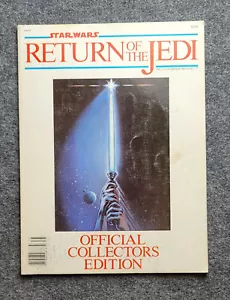 STAR WARS
RETURN OF THE JEDI
OFFICIAL
COLLECTORS
EDITION